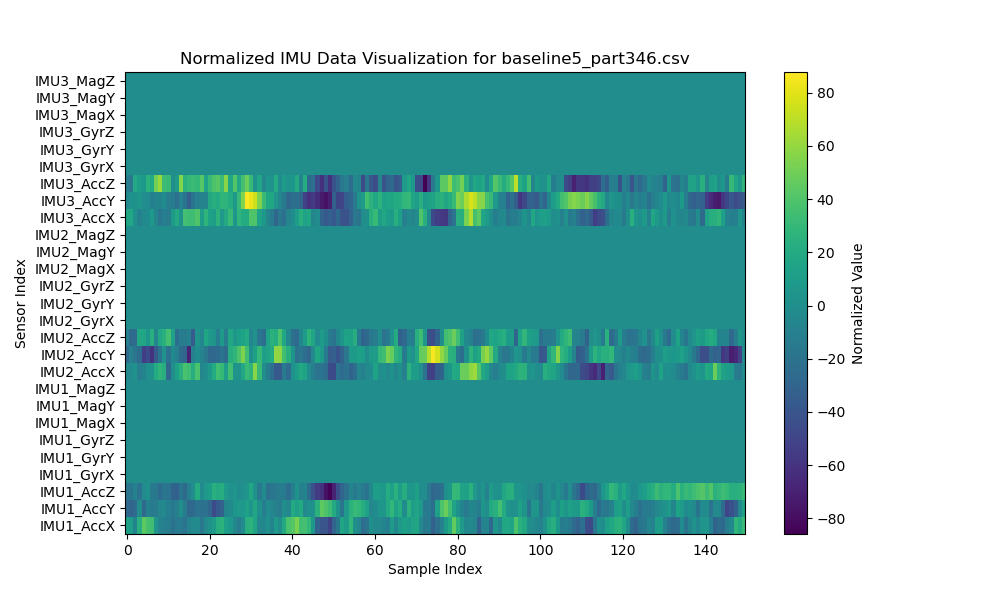 Normalized IMU Data Visualization for baseline5_part346.csv
IMU3_MagZ
IMU3_MagY
IMU3_MagX
IMU3_GyrZ
IMU3_GyrY
IMU3_GyrX
IMU3_AccZ
IMU3_AccY
IMU3_AccX
IMU2_MagZ
IMU2_MagY
IMU2_MagX
IMU2_GyrZ
IMU2_GyrY
IMU2_GyrX
IMU2_AccZ
IMU2_AccY
IMU2_AccX
IMU1_MagZ
IMU1_MagY
IMU1_MagX
IMU1_GyrZ
IMU1_GyrY
IMU1_GyrX
IMU1_AccZ
IMU1_AccY
IMU1_AccX
Sensor Index
0 20 40 60 80 100 120 140
Sample Index
80
60
40
20
0
−20
−40
−60
−80
Normalized Value